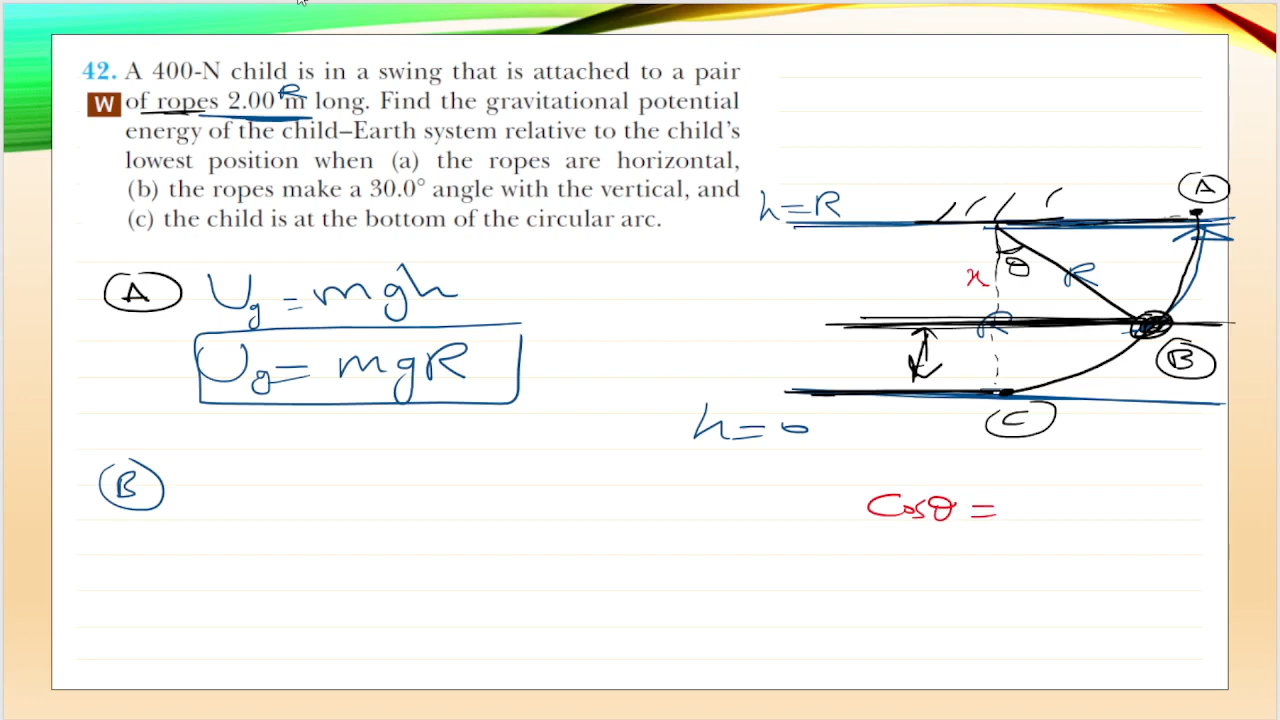 42. A 400-N child is in a swing that is attached to a pair
W of ropes 2.00 m long. Find the gravitational potential
R
energy of the child–Earth system relative to the child's
lowest position when (a) the ropes are horizontal,
(b) the ropes make a 30.0° angle with the vertical, and
(c) the child is at the bottom of the circular arc.
A
h=R
θ
x
R
R
B
C
h=0
A Ug = mgh
Ug = mgR
B
Cosθ =